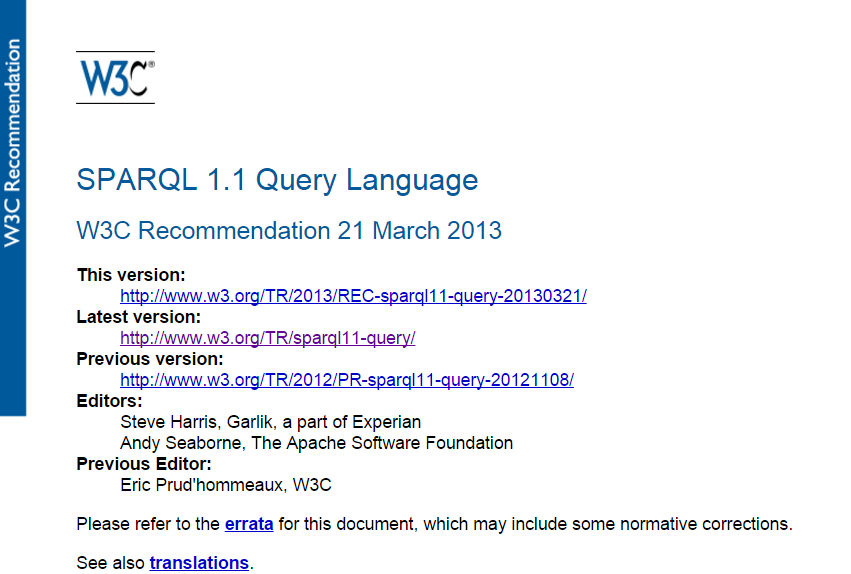 W3C Recommendation
W3C®
SPARQL 1.1 Query Language
W3C Recommendation 21 March 2013
This version:
http://www.w3.org/TR/2013/REC-sparql11-query-20130321/
Latest version:
http://www.w3.org/TR/sparql11-query/
Previous version:
http://www.w3.org/TR/2012/PR-sparql11-query-20121108/
Editors:
Steve Harris, Garlik, a part of Experian
Andy Seaborne, The Apache Software Foundation
Previous Editor:
Eric Prud'hommeaux, W3C
Please refer to the errata for this document, which may include some normative corrections.
See also translations.